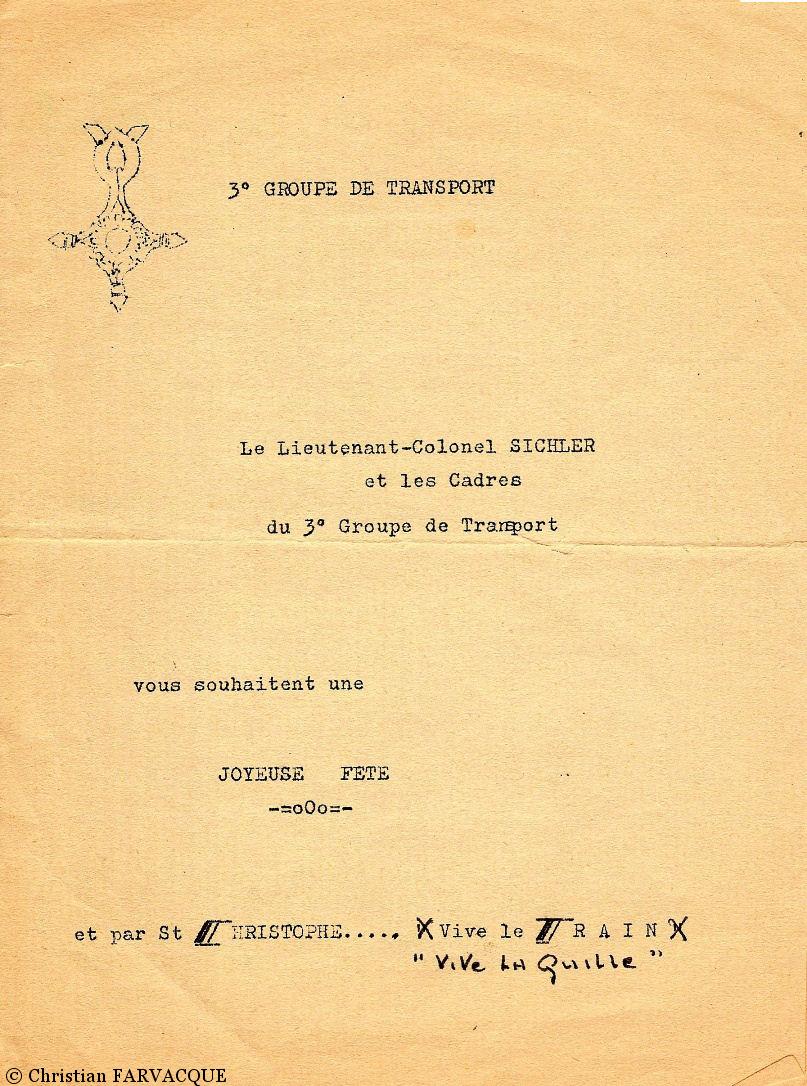 3° GROUPE DE TRANSPORT
Le Lieutenant-Colonel SICHLER
et les Cadres
du 3° Groupe de Transport
vous souhaitent une
JOYEUSE FETE
-=oOo=-
et par St CHRISTOPHE..... X Vive le TRAIN X
"VIVE LA QUILLE"
© Christian FARVACQUE